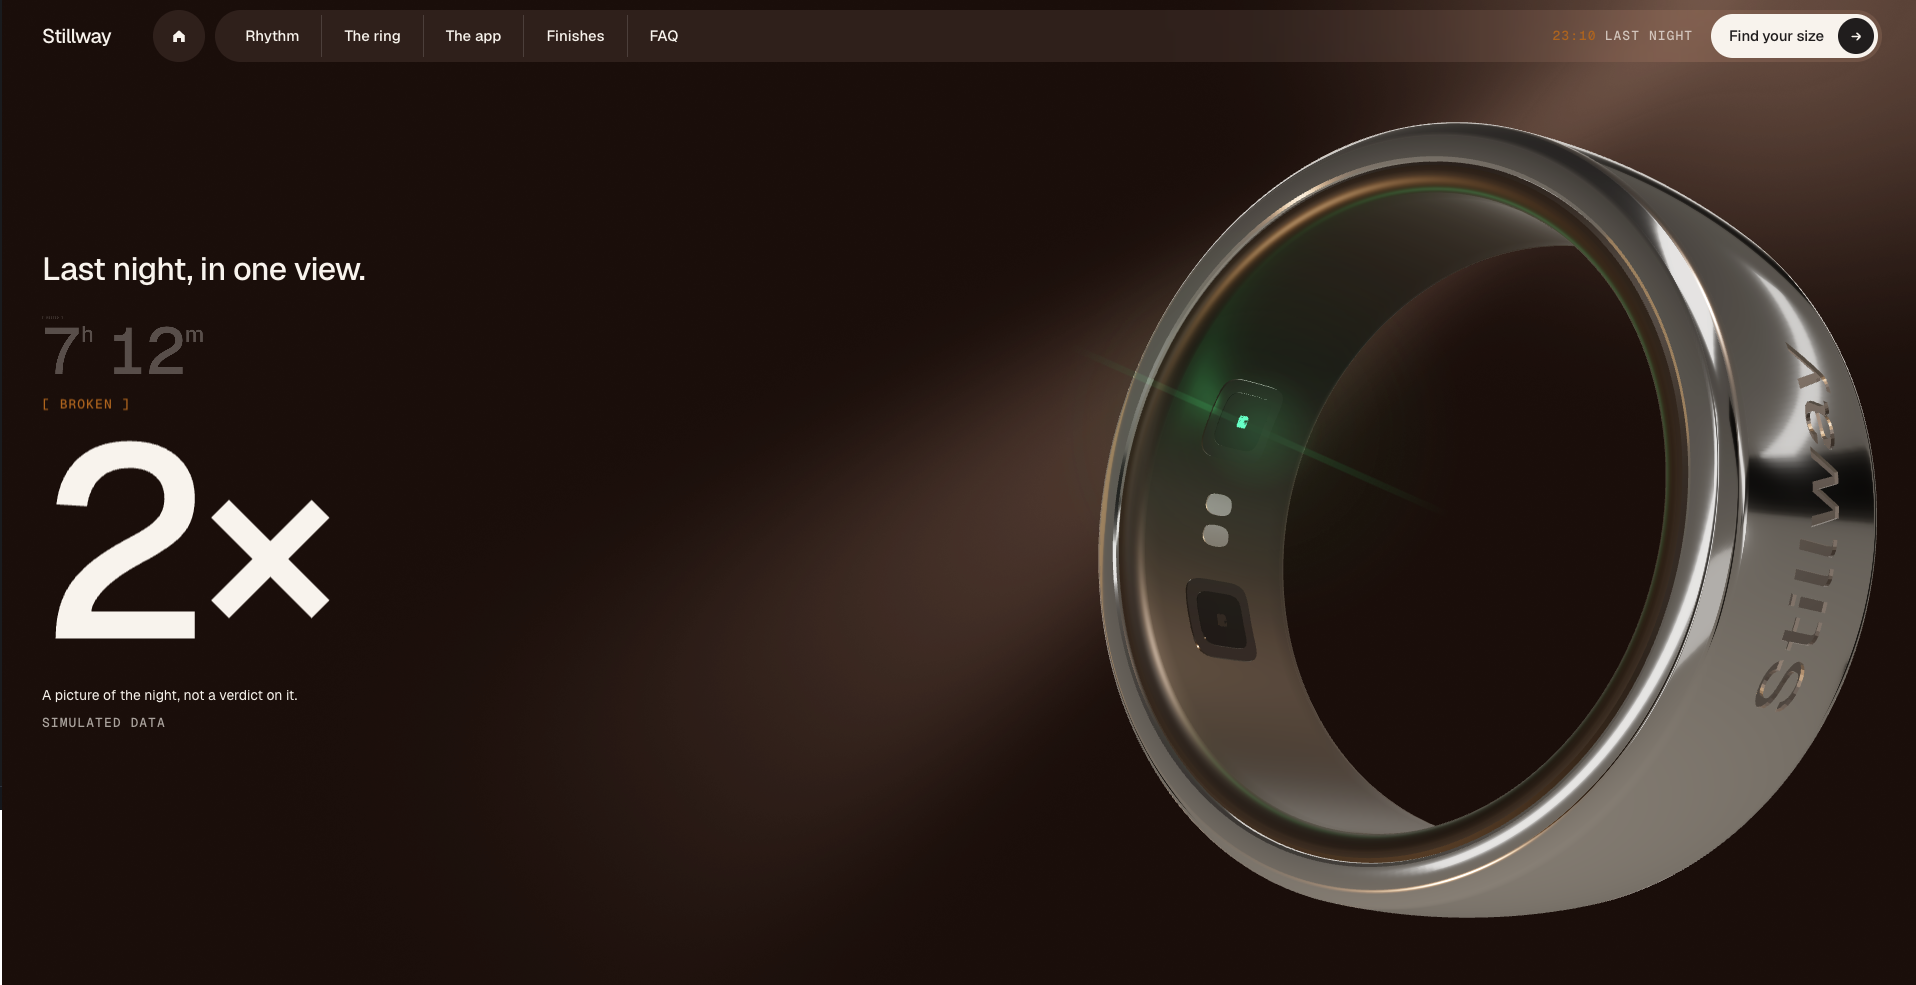 Stillway
Rhythm
The ring
The app
Finishes
FAQ
23:10 LAST NIGHT
Find your size
Last night, in one view.
7h 12m
[ BROKEN ]
2×
A picture of the night, not a verdict on it.
SIMULATED DATA
Stillway